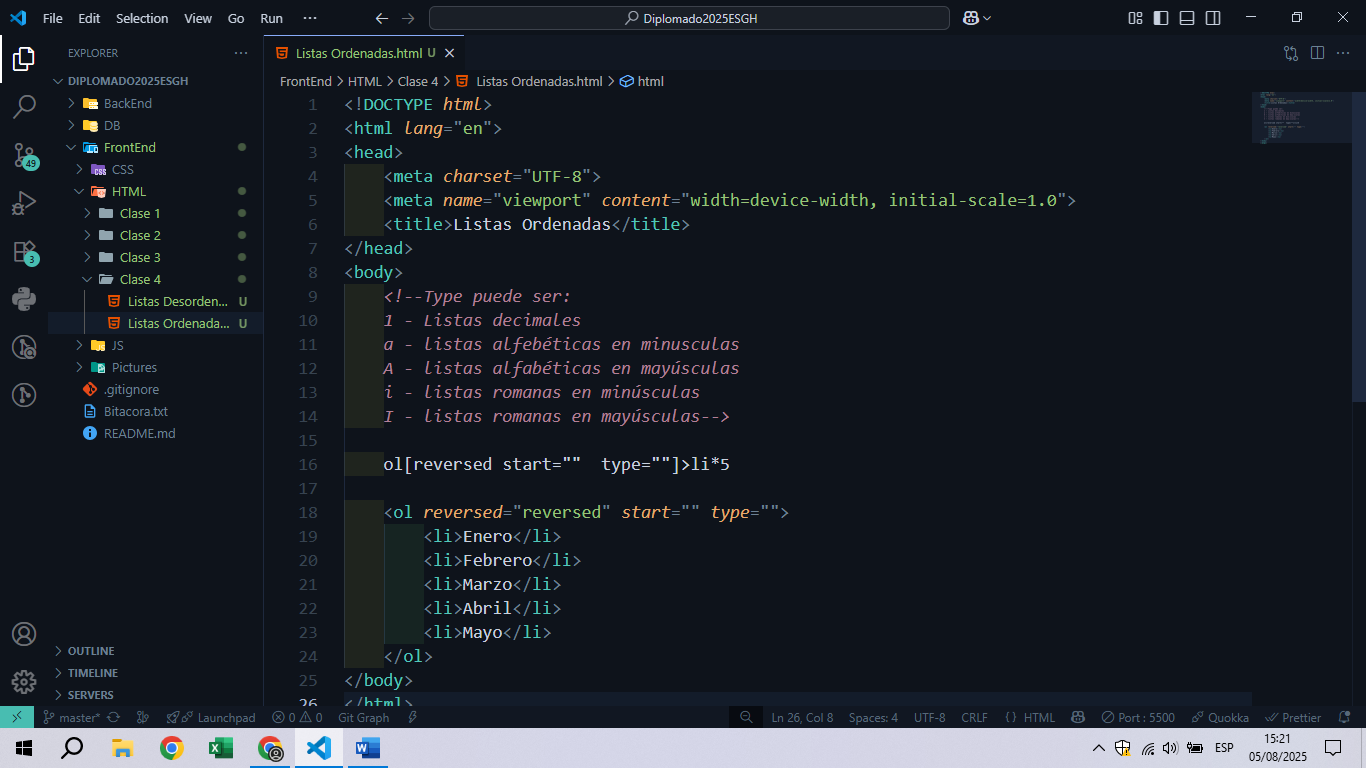 File Edit Selection View Go Run ··· Diplomado2025ESGH
EXPLORER ···
DIPLOMADO2025ESGH
BackEnd
DB
FrontEnd
CSS
HTML
Clase 1
Clase 2
Clase 3
Clase 4
Listas Desorden... U
Listas Ordenada... U
JS
Pictures
.gitignore
Bitacora.txt
README.md
OUTLINE
TIMELINE
SERVERS
49
3
Listas Ordenadas.html U
FrontEnd > HTML > Clase 4 > Listas Ordenadas.html > html
1 <!DOCTYPE html>
2 <html lang="en">
3 <head>
4 <meta charset="UTF-8">
5 <meta name="viewport" content="width=device-width, initial-scale=1.0">
6 <title>Listas Ordenadas</title>
7 </head>
8 <body>
9 <!--Type puede ser:
10 1 - Listas decimales
11 a - listas alfebéticas en minusculas
12 A - listas alfabéticas en mayúsculas
13 i - listas romanas en minúsculas
14 I - listas romanas en mayúsculas-->
15
16 ol[reversed start=""  type=""]>li*5
17
18 <ol reversed="reversed" start="" type="">
19 <li>Enero</li>
20 <li>Febrero</li>
21 <li>Marzo</li>
22 <li>Abril</li>
23 <li>Mayo</li>
24 </ol>
25 </body>
26 </html>
master* Launchpad 0 0 Git Graph Ln 26, Col 8 Spaces: 4 UTF-8 CRLF {} HTML Port : 5500 Quokka Prettier
ESP 15:21
05/08/2025